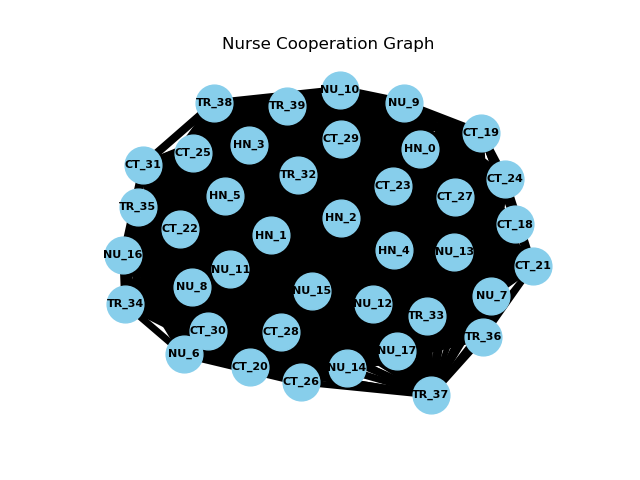 Nurse Cooperation Graph
NU_10
TR_38
TR_39
NU_9
CT_19
CT_29
HN_3
HN_0
CT_25
CT_31
TR_32
CT_24
CT_23
HN_5
CT_27
TR_35
HN_2
CT_18
CT_22
HN_1
HN_4
NU_13
NU_16
CT_21
NU_11
NU_8
NU_15
NU_7
TR_34
NU_12
TR_33
CT_30
CT_28
TR_36
NU_17
NU_6
CT_20
NU_14
CT_26
TR_37